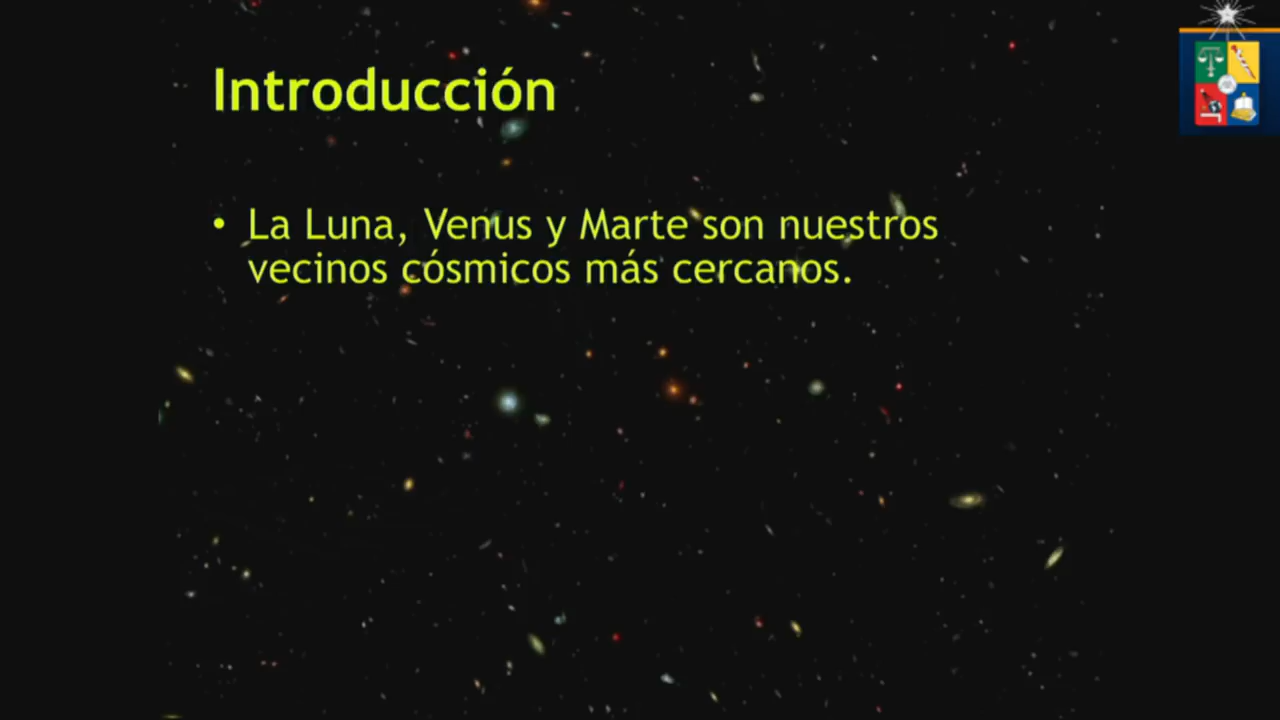 Introducción
• La Luna, Venus y Marte son nuestros
vecinos cósmicos más cercanos.